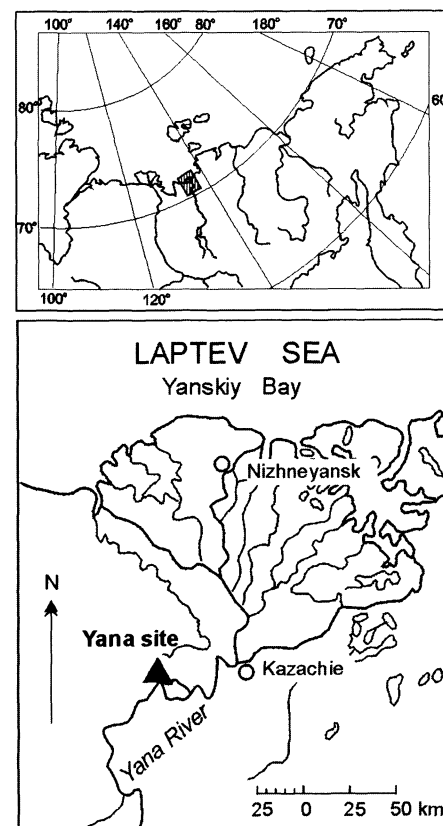 100° 140° 160° 80° 180° 70°
80°
60
70°
100° 120°
LAPTEV SEA
Yanskiy Bay
Nizhneyansk
N
Yana site
Kazachie
Yana River
25 0 25 50 km